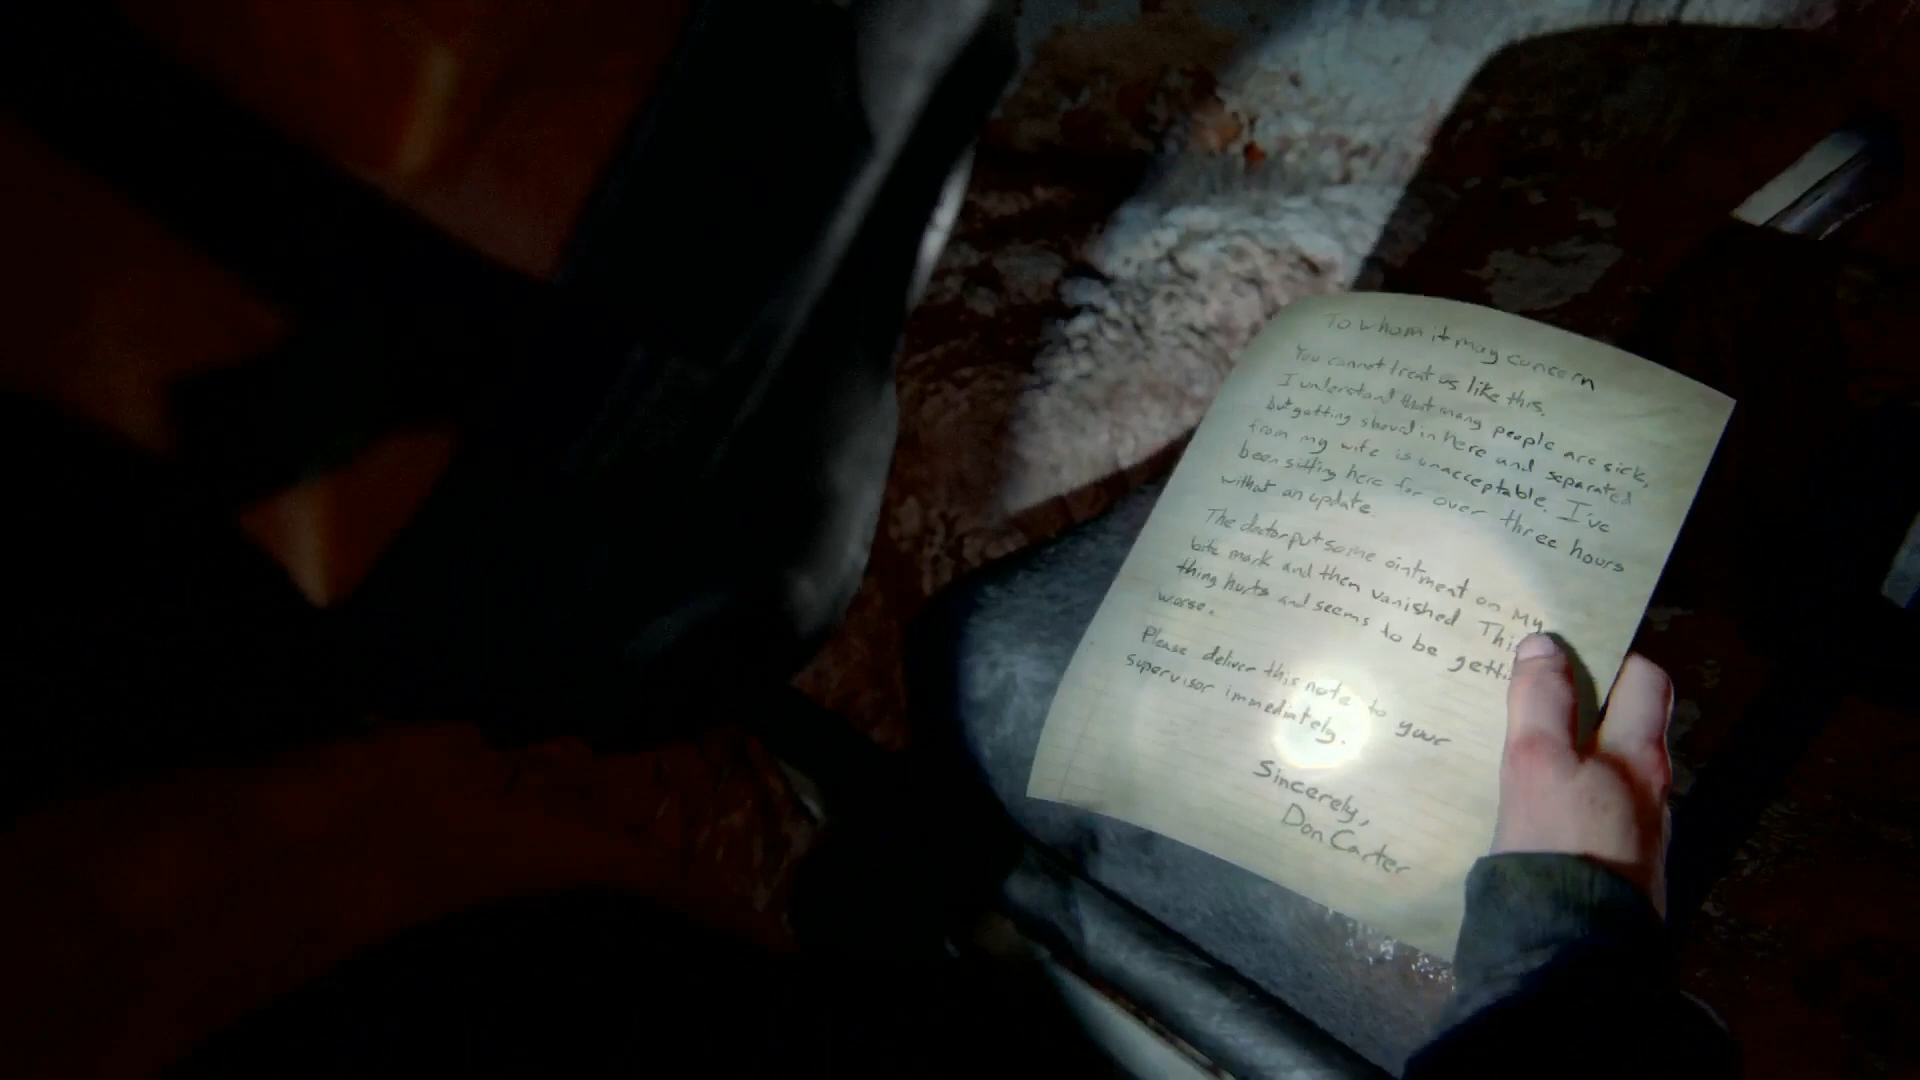 To whom it may concern
You cannot treat us like this.
I understand that many people are sick,
but getting shoved in here and separated
from my wife is unacceptable. I've
been sitting here for over three hours
without an update.
The doctor put some ointment on my
bite mark and then vanished This
thing hurts and seems to be getti
worse.
Please deliver this note to your
supervisor immediately.
Sincerely,
Don Carter